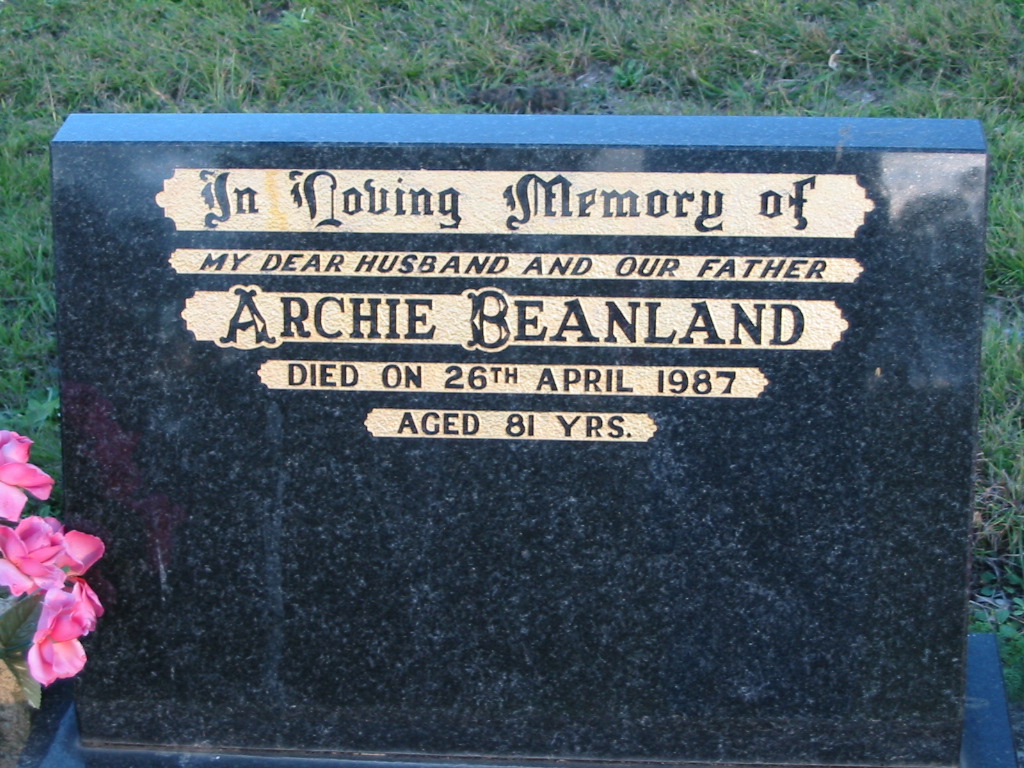 In Loving Memory of
MY DEAR HUSBAND AND OUR FATHER
ARCHIE BEANLAND
DIED ON 26TH APRIL 1987
AGED 81 YRS.